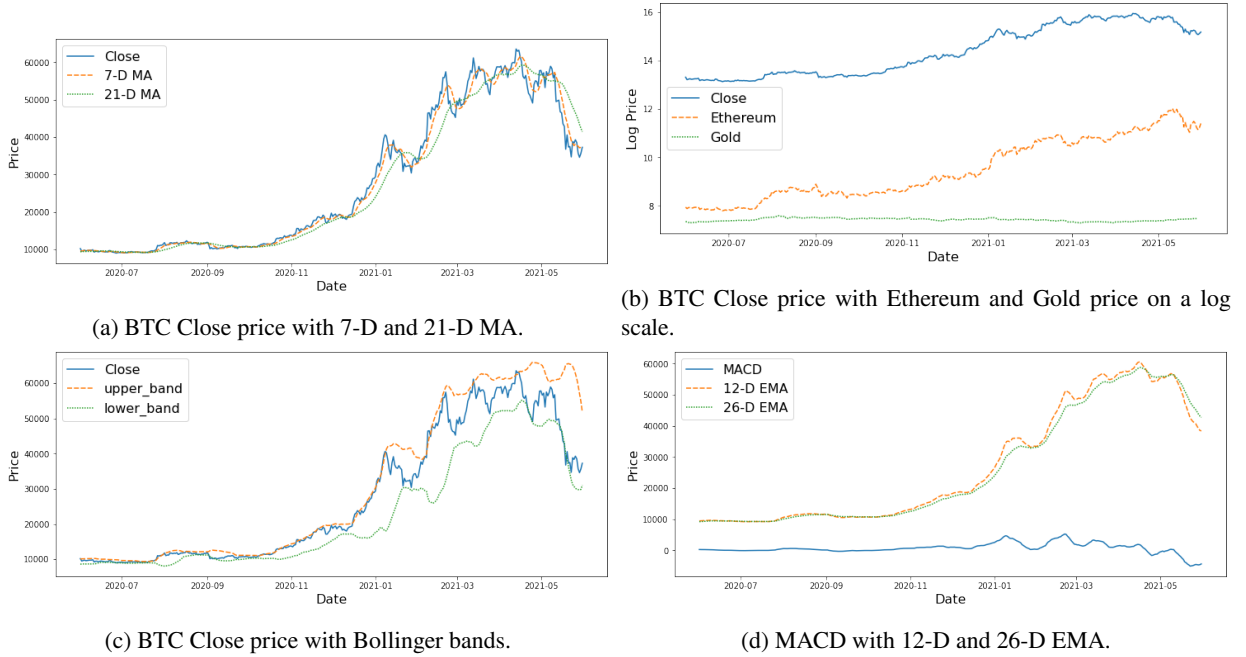 Close
7-D MA
21-D MA
60000
50000
40000
30000
20000
10000
Price
2020-07 2020-09 2020-11 2021-01 2021-03 2021-05
Date
(a) BTC Close price with 7-D and 21-D MA.
16
14
12
10
8
Log Price
Close
Ethereum
Gold
2020-07 2020-09 2020-11 2021-01 2021-03 2021-05
Date
(b) BTC Close price with Ethereum and Gold price on a log
scale.
Close
upper_band
lower_band
60000
50000
40000
30000
20000
10000
Price
2020-07 2020-09 2020-11 2021-01 2021-03 2021-05
Date
(c) BTC Close price with Bollinger bands.
MACD
12-D EMA
26-D EMA
60000
50000
40000
30000
20000
10000
0
Price
2020-07 2020-09 2020-11 2021-01 2021-03 2021-05
Date
(d) MACD with 12-D and 26-D EMA.